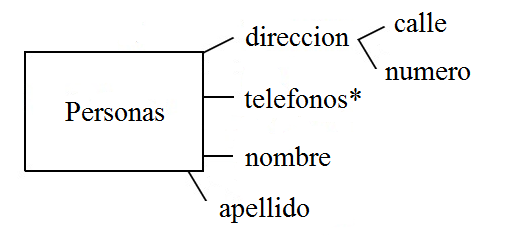 calle
direccion
numero
telefonos*
Personas
nombre
apellido